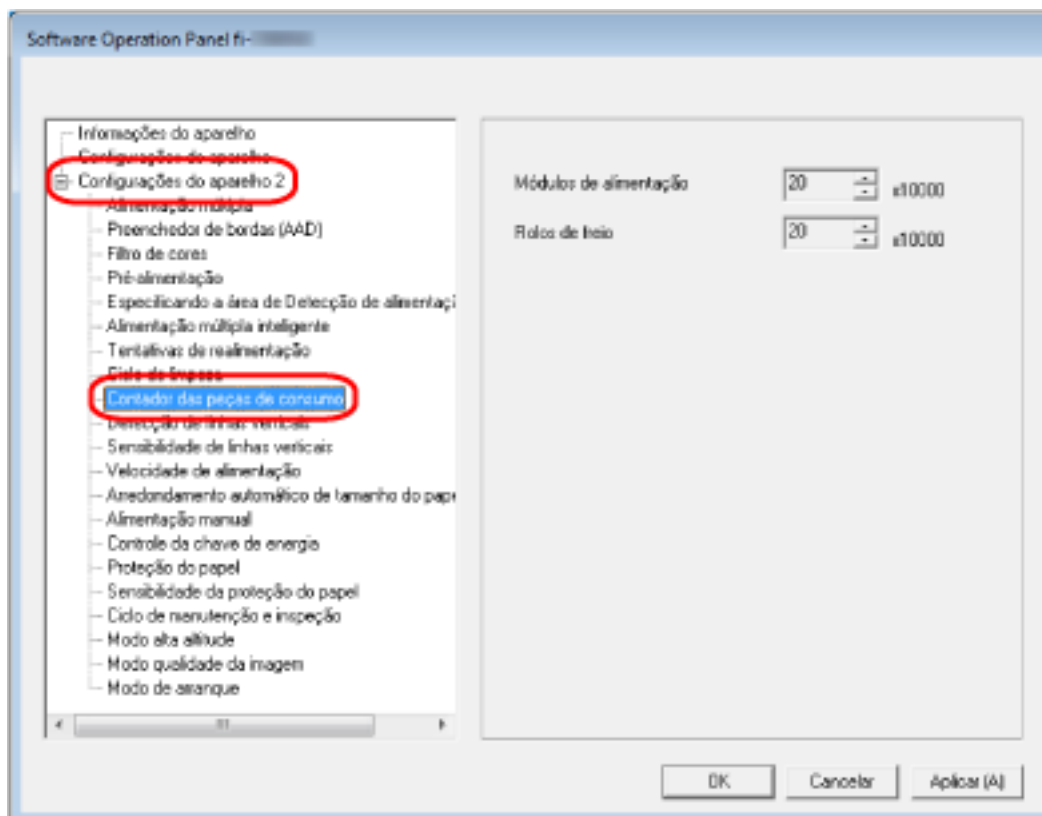 Software Operation Panel fi-
Informações do aparelho
Configurações do aparelho
Configurações do aparelho 2
Alimentação múltipla
Preenchedor de bordas (AAD)
Filtro de cores
Pré-alimentação
Especificando a área de Detecção de alimentaçã
Alimentação múltipla inteligente
Tentativas de realimentação
Ciclo de limpeza
Contador das peças de consumo
Detecção de linhas verticais
Sensibilidade de linhas verticais
Velocidade de alimentação
Arredondamento automático de tamanho do pape
Alimentação manual
Controle da chave de energia
Proteção do papel
Sensibilidade da proteção do papel
Ciclo de manutenção e inspeção
Modo alta altitude
Modo qualidade da imagem
Modo de arranque
Módulos de alimentação 20 x10000
Rolos de freio 20 x10000
OK Cancelar Aplicar (A)